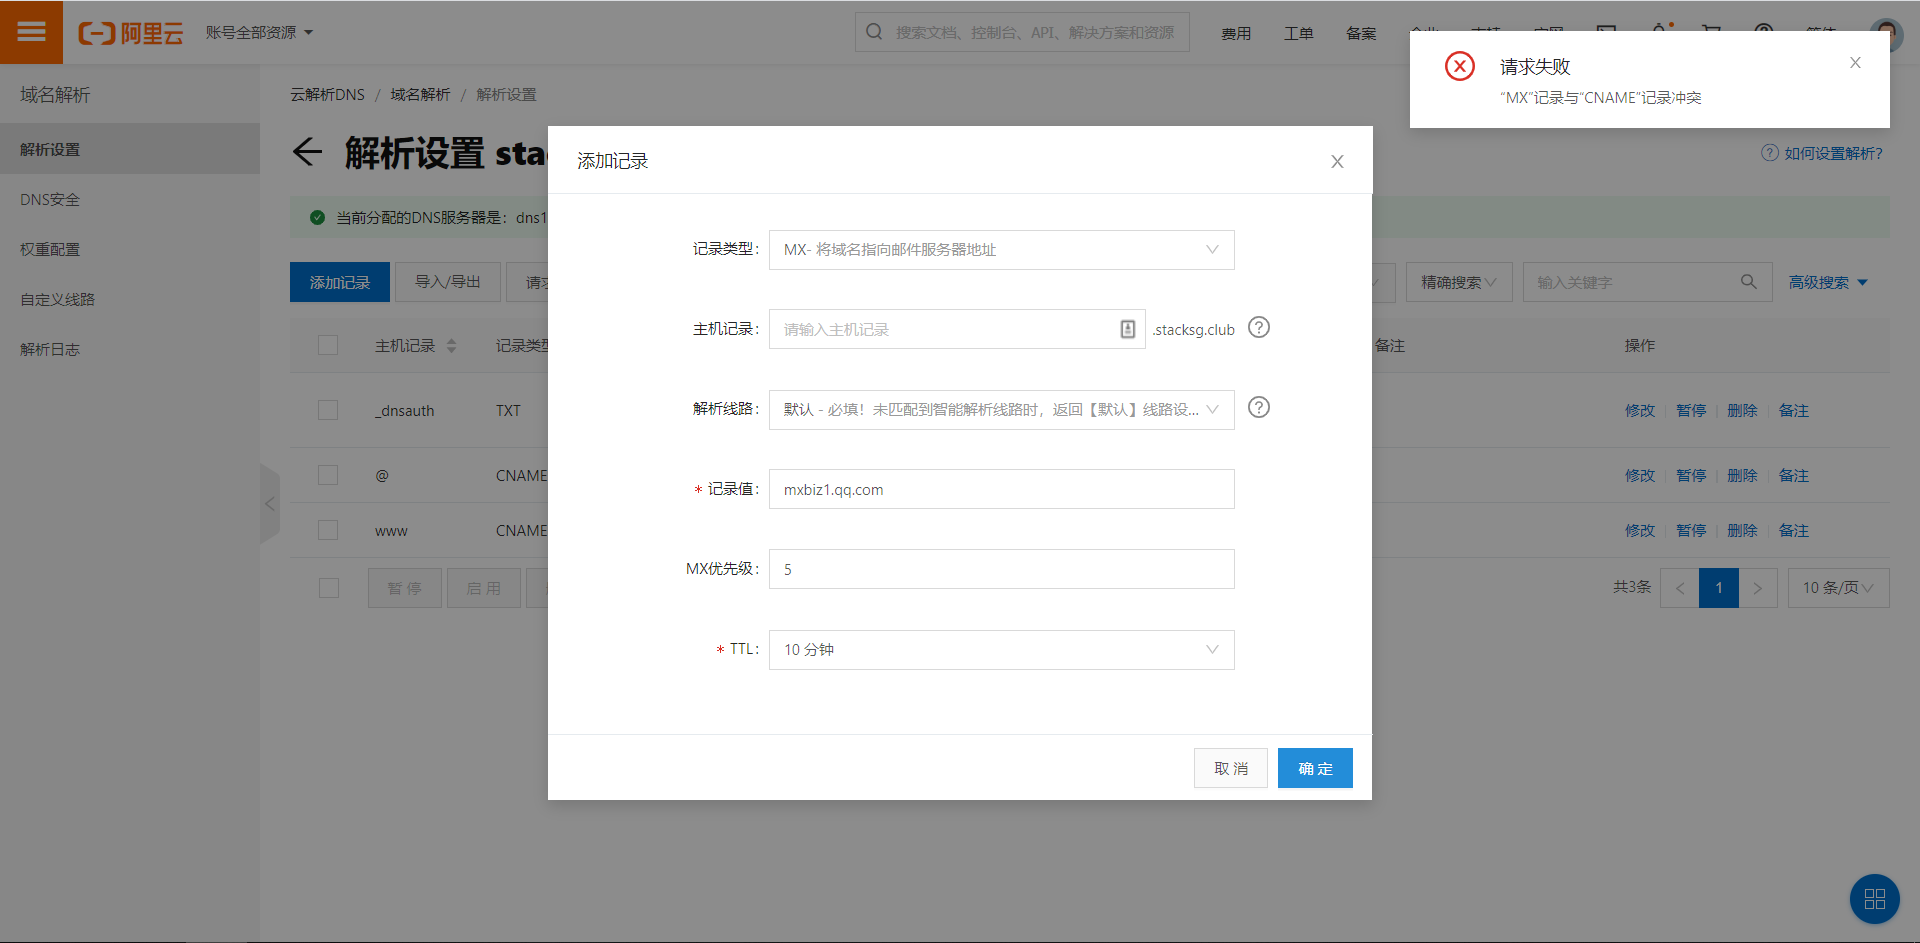 阿里云
账号全部资源
搜索文档、控制台、API、解决方案和资源
费用
工单
备案
请求失败
“MX”记录与“CNAME”记录冲突
域名解析
解析设置
DNS安全
权重配置
自定义线路
解析日志
云解析DNS / 域名解析 / 解析设置
解析设置 stac
如何设置解析?
当前分配的DNS服务器是: dns1
添加记录
导入/导出
精确搜索
输入关键字
高级搜索
主机记录
记录类型
备注
操作
_dnsauth
TXT
修改 暂停 删除 备注
@
CNAME
修改 暂停 删除 备注
www
CNAME
修改 暂停 删除 备注
暂停
启用
共3条
< 1 >
10 条/页
添加记录
记录类型:
MX- 将域名指向邮件服务器地址
主机记录:
请输入主机记录
.stacksg.club
解析线路:
默认 - 必填！未匹配到智能解析线路时，返回【默认】线路设...
* 记录值:
mxbiz1.qq.com
MX优先级:
5
* TTL:
10 分钟
取消
确定